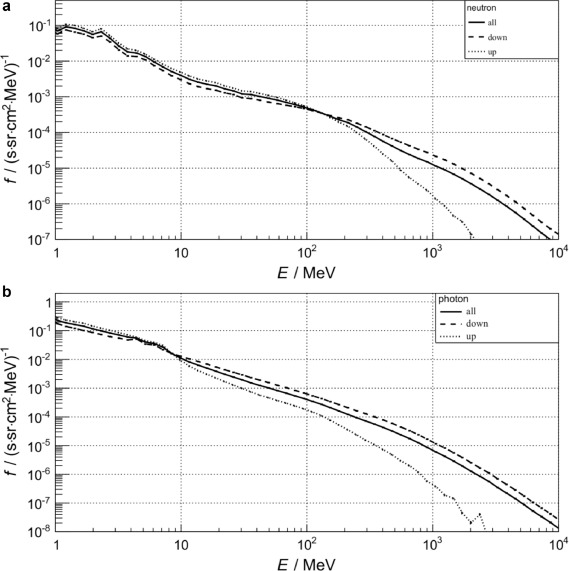 a
neutron
all
down
up
10⁻¹
10⁻²
10⁻³
10⁻⁴
10⁻⁵
10⁻⁶
10⁻⁷
f / (s·sr·cm²·MeV)⁻¹
1 10 10² 10³ 10⁴
E / MeV
b
photon
all
down
up
1
10⁻¹
10⁻²
10⁻³
10⁻⁴
10⁻⁵
10⁻⁶
10⁻⁷
10⁻⁸
f / (s·sr·cm²·MeV)⁻¹
1 10 10² 10³ 10⁴
E / MeV